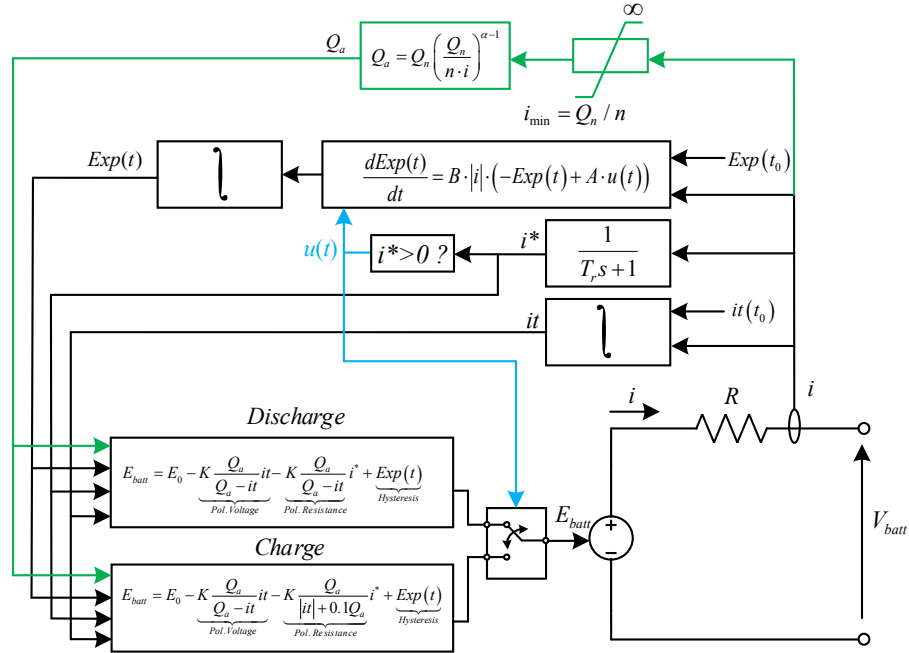 ∞
Q_a
Q_a = Q_n (Q_n / n·i)^{α−1}
i_min = Q_n / n
Exp(t)
∫
dExp(t)/dt = B·|i|·(−Exp(t) + A·u(t))
Exp(t_0)
u(t)
i*>0 ?
i*
1 / T_r s+1
it
∫
it(t_0)
i
R
i
Discharge
E_batt = E_0 − K Q_a/(Q_a − it) it − K Q_a/(Q_a − it) i* + Exp(t)
Pol. Voltage
Pol. Resistance
Hysteresis
E_batt
+
−
V_batt
Charge
E_batt = E_0 − K Q_a/(Q_a − it) it − K Q_a/(|it| + 0.1Q_a) i* + Exp(t)
Pol. Voltage
Pol. Resistance
Hysteresis